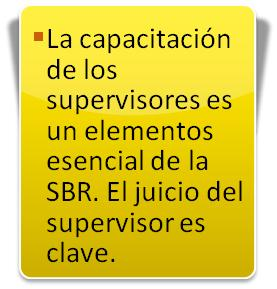 ▪La capacitación
de los
supervisores es
un elementos
esencial de la
SBR. El juicio del
supervisor es
clave.